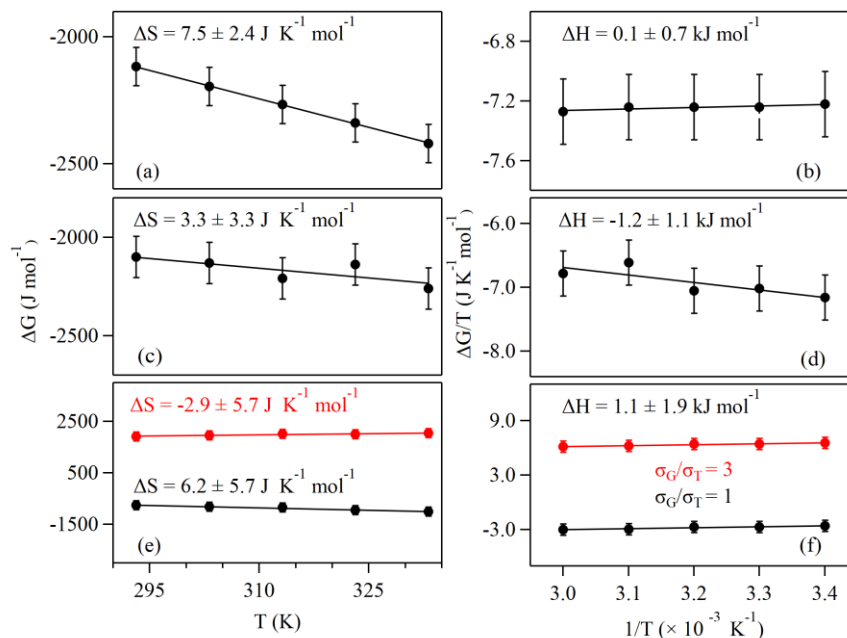 ΔS = 7.5 ± 2.4 J K⁻¹ mol⁻¹
-2000
-2500
(a)
ΔH = 0.1 ± 0.7 kJ mol⁻¹
-6.8
-7.2
-7.6
(b)
ΔS = 3.3 ± 3.3 J K⁻¹ mol⁻¹
-2000
-2500
(c)
ΔG (J mol⁻¹)
ΔH = -1.2 ± 1.1 kJ mol⁻¹
-6.0
-7.0
-8.0
(d)
ΔG/T (J K⁻¹ mol⁻¹)
ΔS = -2.9 ± 5.7 J K⁻¹ mol⁻¹
2500
500
ΔS = 6.2 ± 5.7 J K⁻¹ mol⁻¹
-1500
(e)
295
310
325
T (K)
ΔH = 1.1 ± 1.9 kJ mol⁻¹
9.0
3.0
-3.0
σG/σT = 3
σG/σT = 1
(f)
3.0
3.1
3.2
3.3
3.4
1/T (× 10⁻³ K⁻¹)